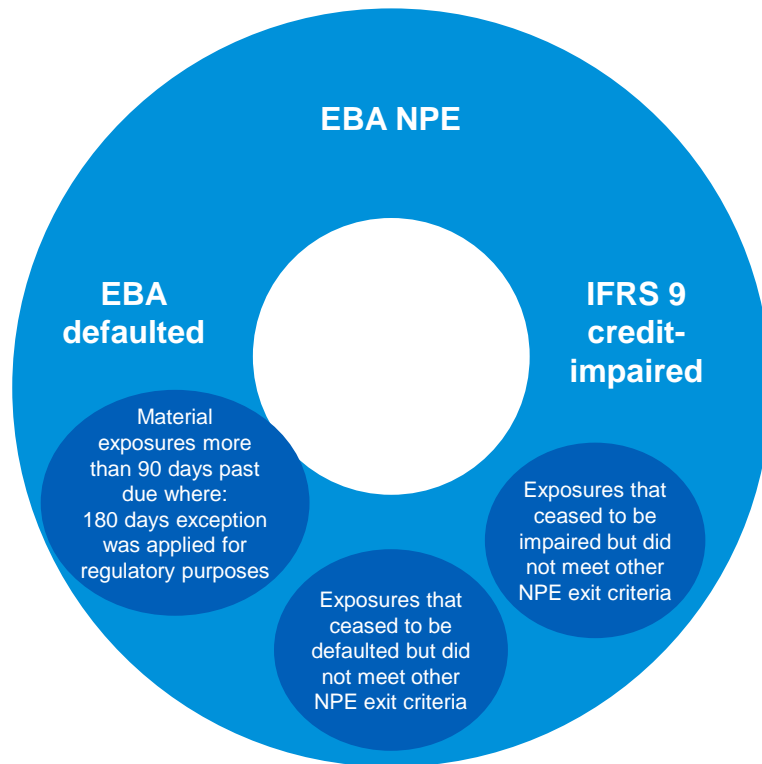 EBA NPE
EBA
defaulted
IFRS 9
credit-
impaired
Material
exposures more
than 90 days past
due where:
180 days exception
was applied for
regulatory purposes
Exposures that
ceased to be
defaulted but did
not meet other
NPE exit criteria
Exposures that
ceased to be
impaired but did
not meet other
NPE exit criteria